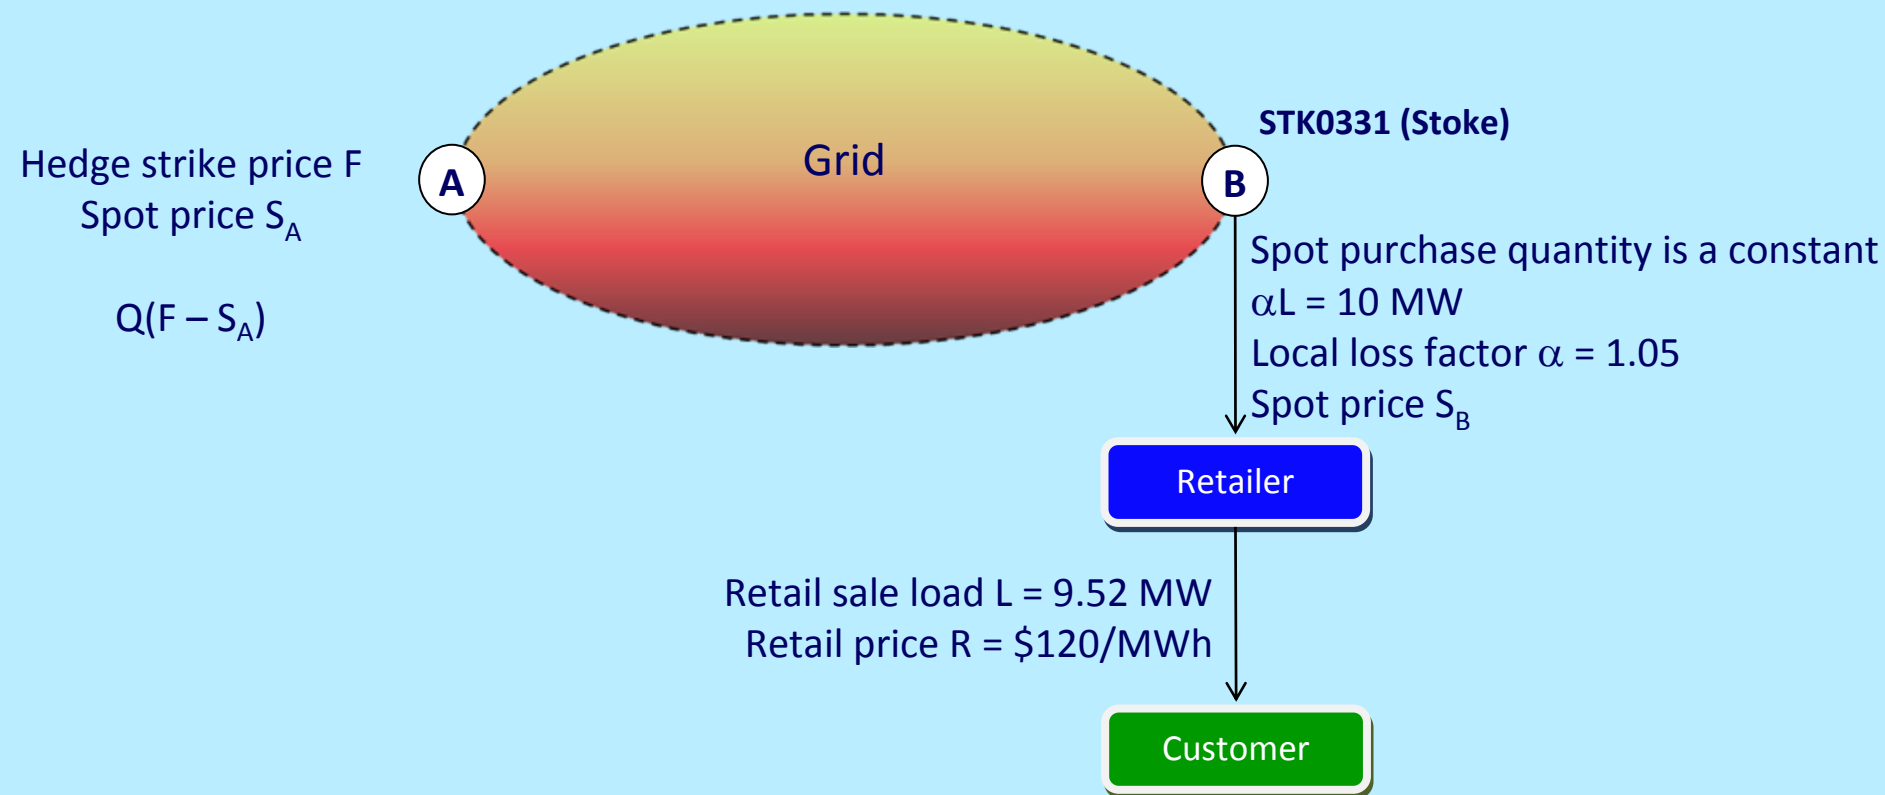 Grid
STK0331 (Stoke)
Hedge strike price F
Spot price S_A
A
B
Q(F – S_A)
Spot purchase quantity is a constant
αL = 10 MW
Local loss factor α = 1.05
Spot price S_B
Retailer
Retail sale load L = 9.52 MW
Retail price R = $120/MWh
Customer